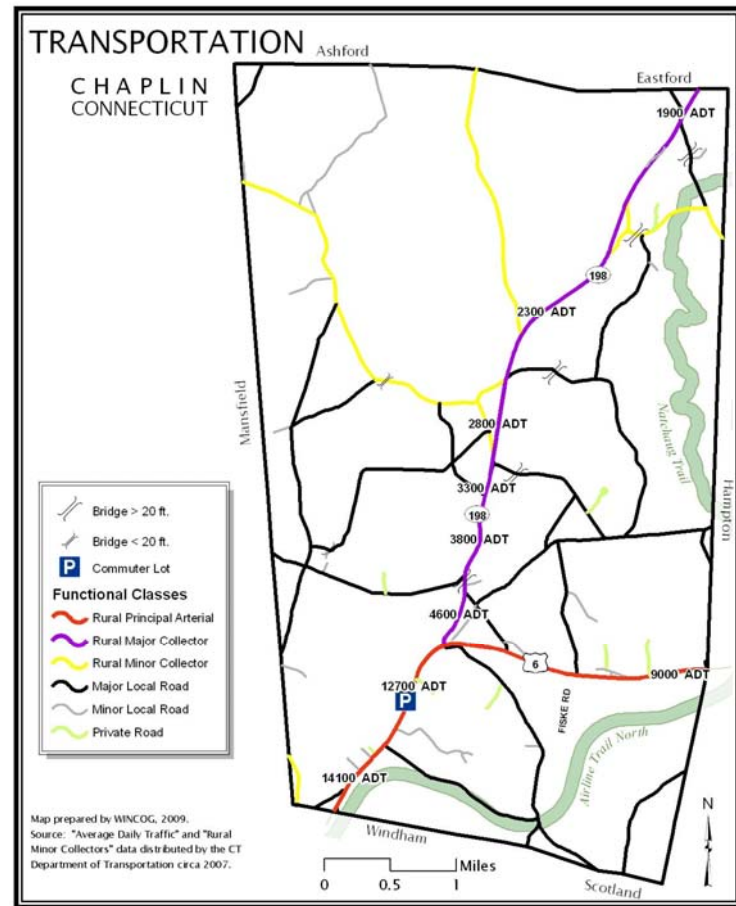 TRANSPORTATION
CHAPLIN
CONNECTICUT
Ashford
Eastford
1900 ADT
198
2300 ADT
Mansfield
Natchaug Trail
2800 ADT
Hampton
3300 ADT
198
3800 ADT
4600 ADT
6
9000 ADT
12700 ADT
P
FISKE RD
Airline Trail North
14100 ADT
Windham
Scotland
Bridge > 20 ft.
Bridge < 20 ft.
P Commuter Lot
Functional Classes
Rural Principal Arterial
Rural Major Collector
Rural Minor Collector
Major Local Road
Minor Local Road
Private Road
Map prepared by WINCOG, 2009.
Source: "Average Daily Traffic" and "Rural
Minor Collectors" data distributed by the CT
Department of Transportation circa 2007.
Miles
0 0.5 1
N